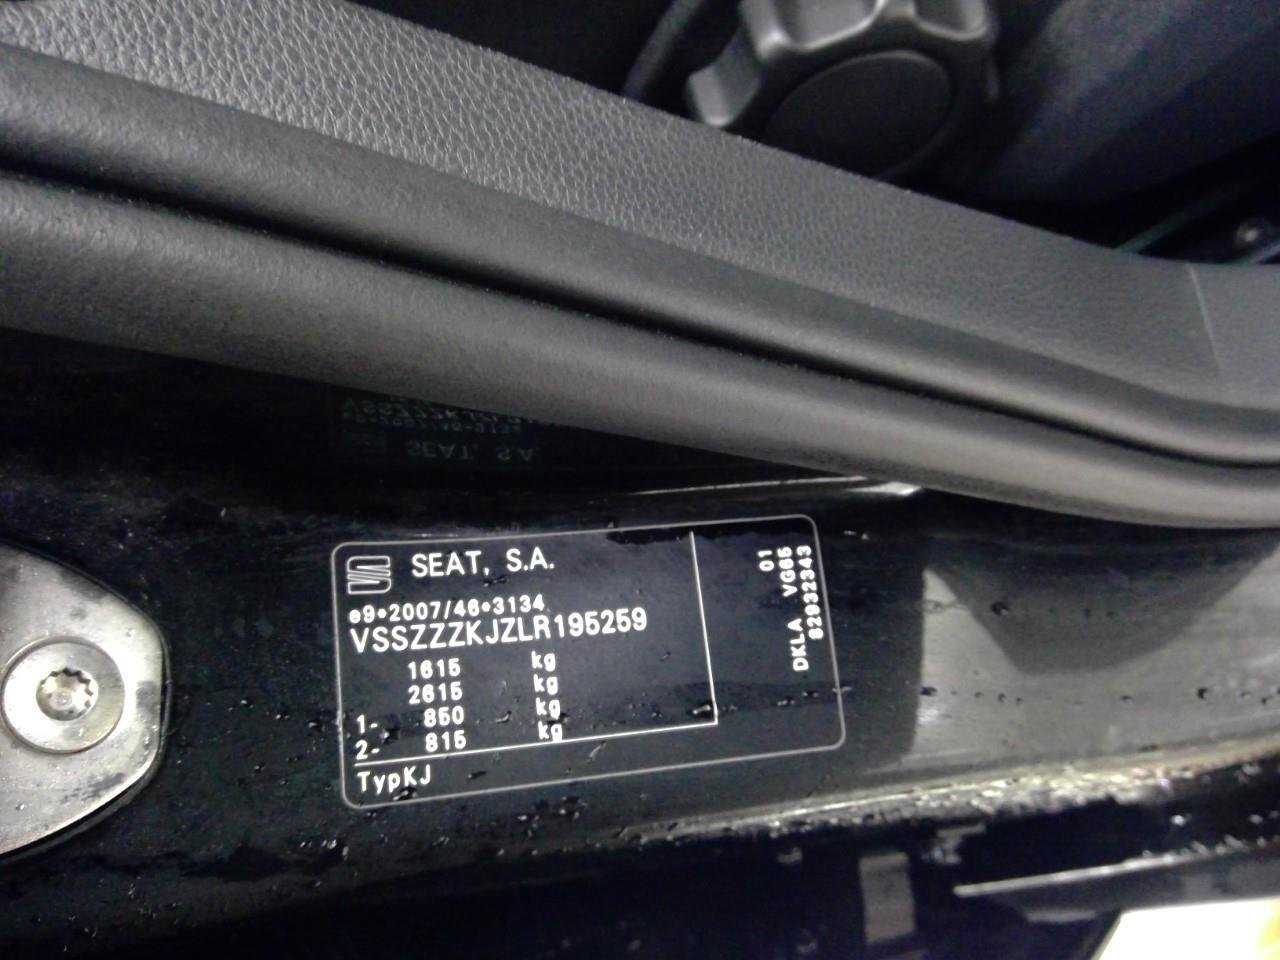 SEAT, S.A.
e9*2007/46*3134
VSSZZZKJZLR195259
1615 kg
2615 kg
1- 850 kg
2- 815 kg
TypKJ
01
DKLA VG65
82932343